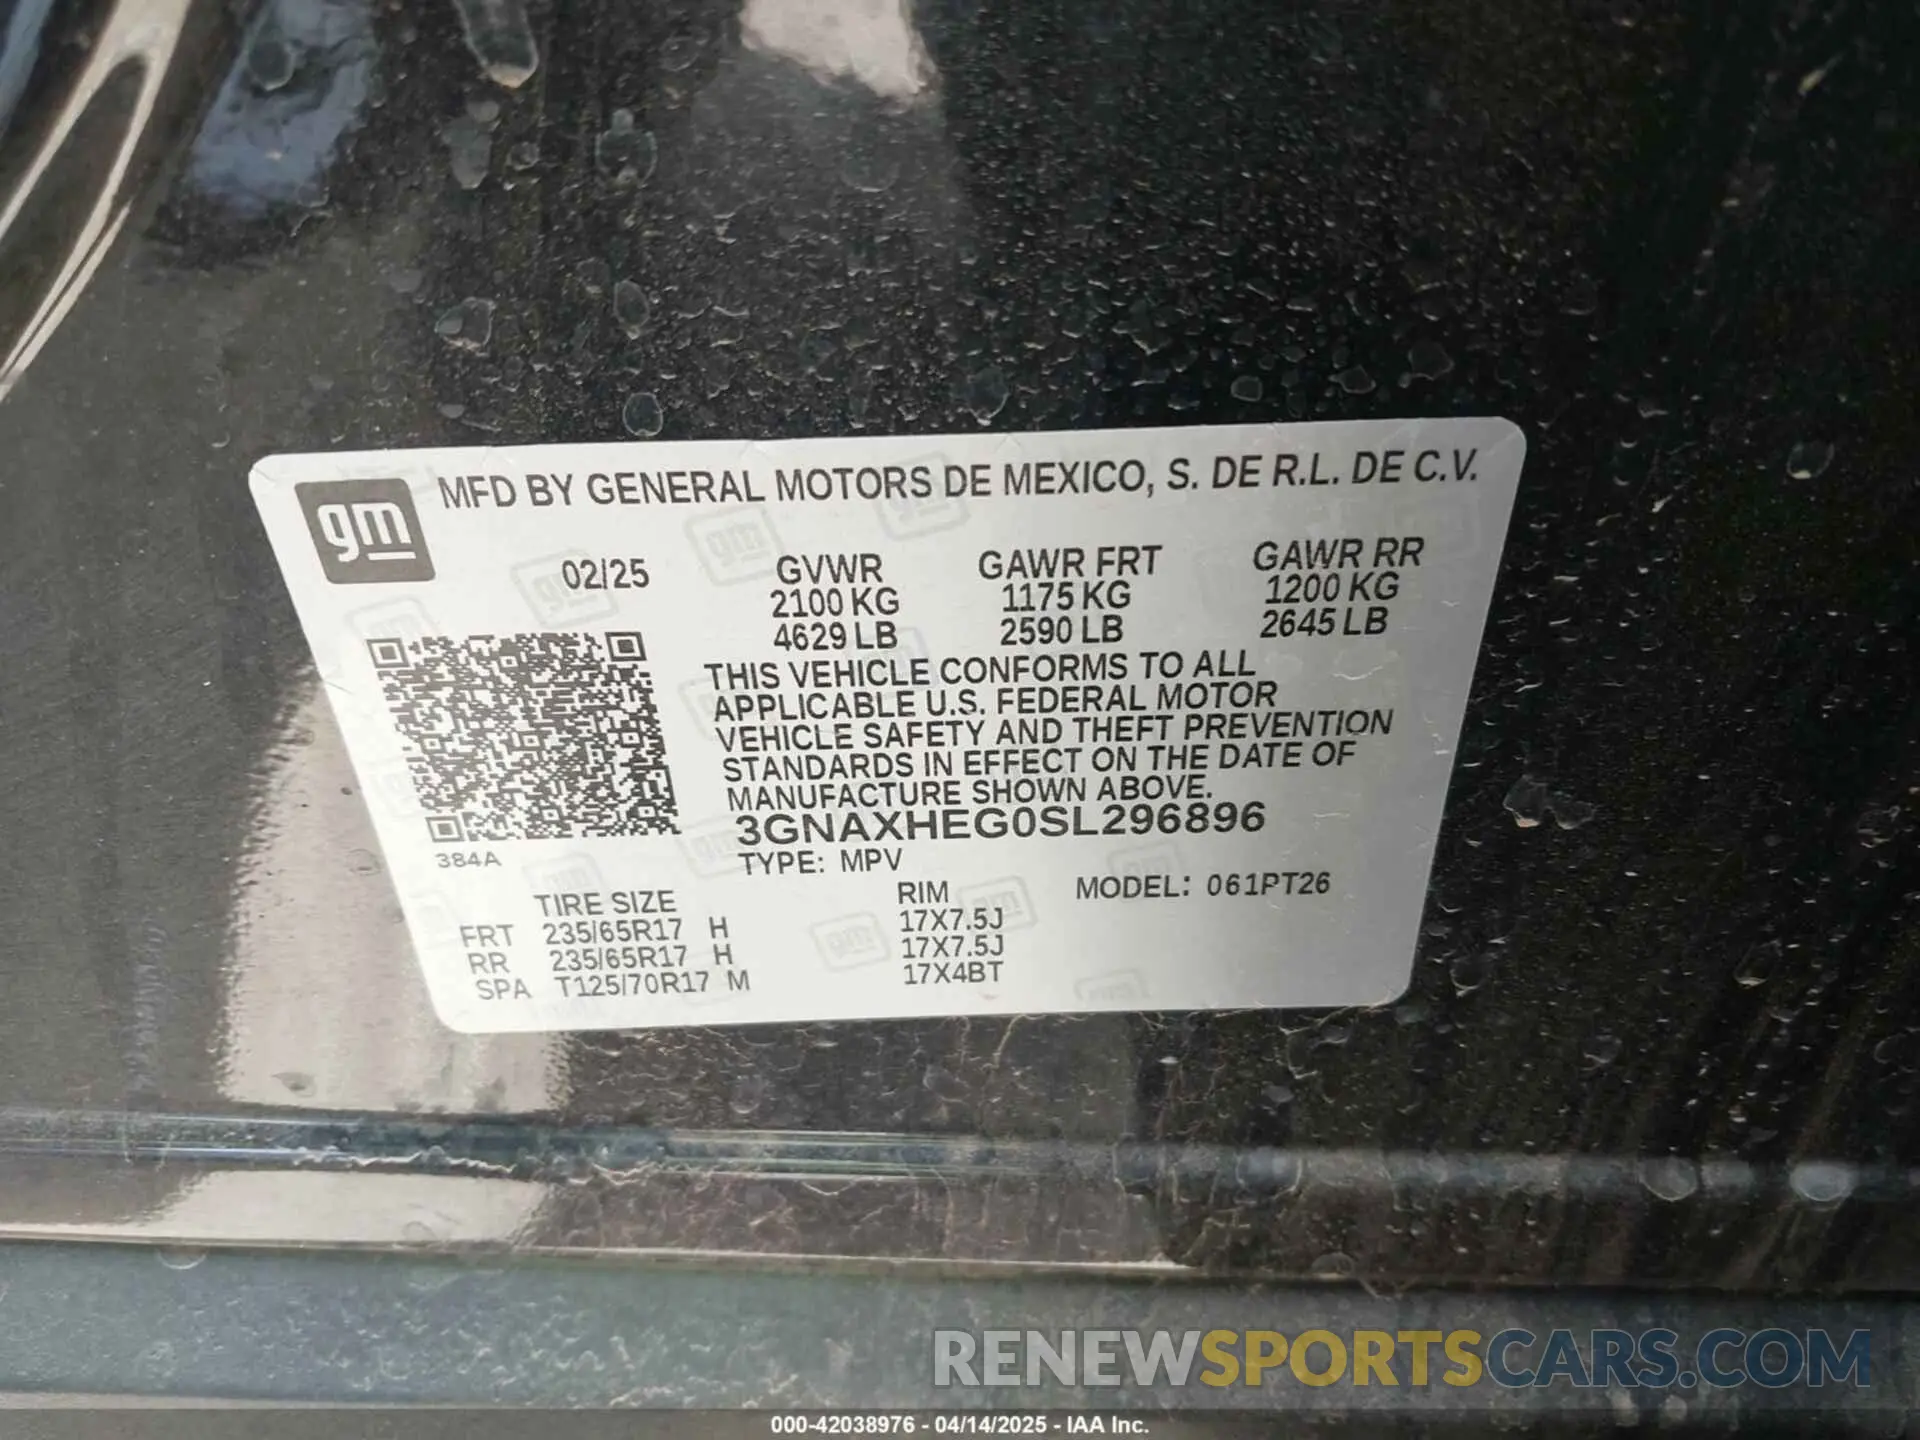 gm
MFD BY GENERAL MOTORS DE MEXICO, S. DE R.L. DE C.V.
02/25
GVWR GAWR FRT GAWR RR
2100 KG 1175 KG 1200 KG
4629 LB 2590 LB 2645 LB
THIS VEHICLE CONFORMS TO ALL
APPLICABLE U.S. FEDERAL MOTOR
VEHICLE SAFETY AND THEFT PREVENTION
STANDARDS IN EFFECT ON THE DATE OF
MANUFACTURE SHOWN ABOVE.
3GNAXHEG0SL296896
384A
TYPE: MPV
TIRE SIZE RIM MODEL: 061PT26
FRT 235/65R17 H 17X7.5J
RR 235/65R17 H 17X7.5J
SPA T125/70R17 M 17X4BT
RENEWSPORTSCARS.COM
000-42038976 - 04/14/2025 - IAA Inc.